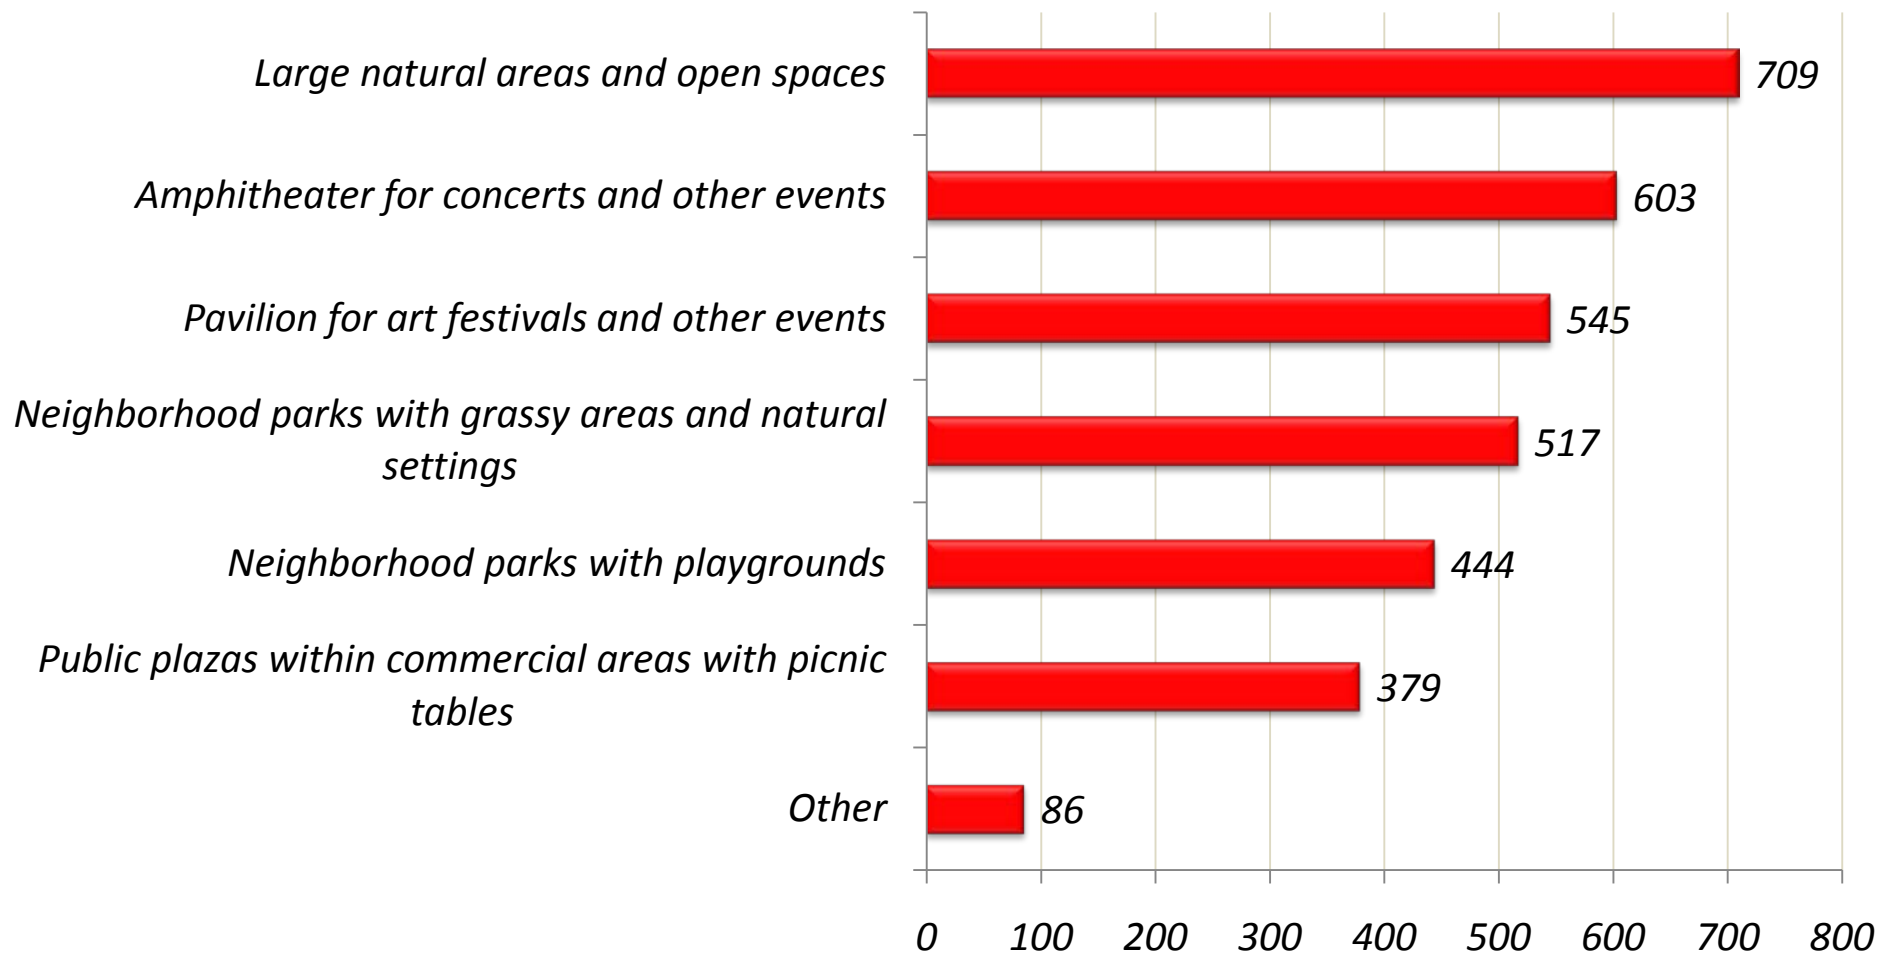 Large natural areas and open spaces
709
Amphitheater for concerts and other events
603
Pavilion for art festivals and other events
545
Neighborhood parks with grassy areas and natural
settings
517
Neighborhood parks with playgrounds
444
Public plazas within commercial areas with picnic
tables
379
Other
86
0 100 200 300 400 500 600 700 800